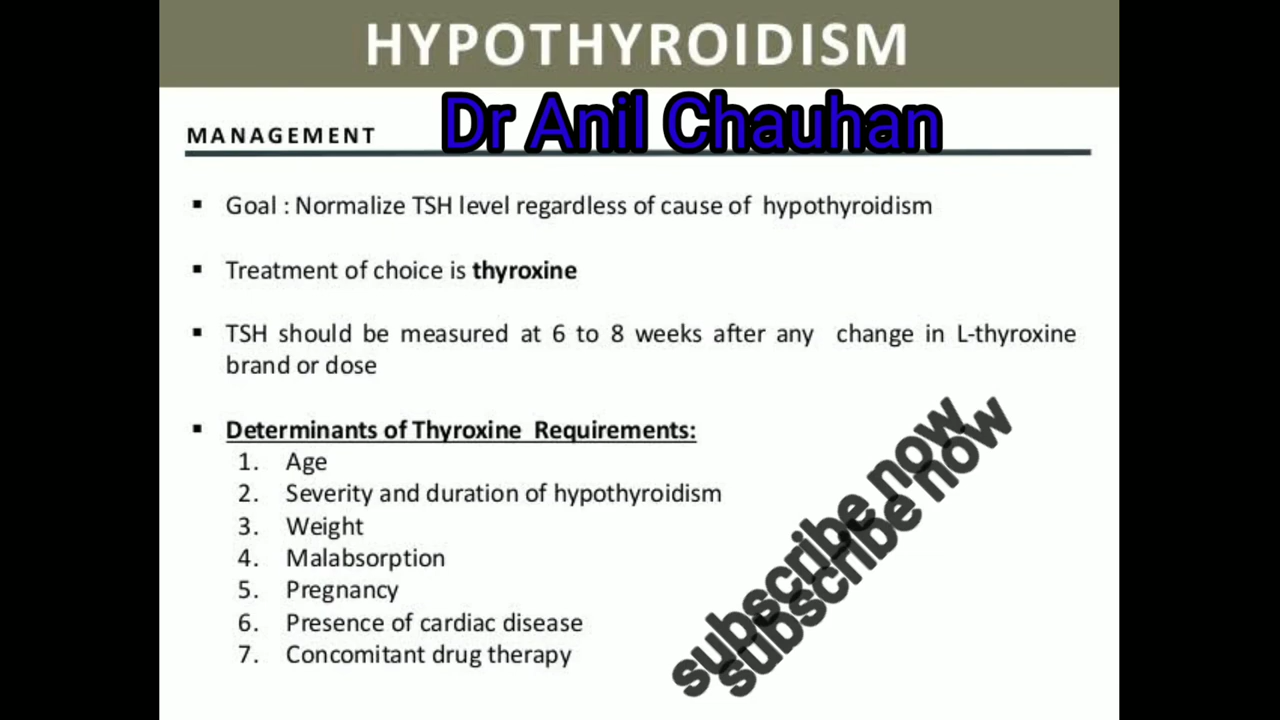 HYPOTHYROIDISM
Dr Anil Chauhan
MANAGEMENT
▪ Goal : Normalize TSH level regardless of cause of hypothyroidism
▪ Treatment of choice is thyroxine
▪ TSH should be measured at 6 to 8 weeks after any change in L-thyroxine
brand or dose
▪ Determinants of Thyroxine Requirements:
1. Age
2. Severity and duration of hypothyroidism
3. Weight
4. Malabsorption
5. Pregnancy
6. Presence of cardiac disease
7. Concomitant drug therapy
subscribe now
subscribe now